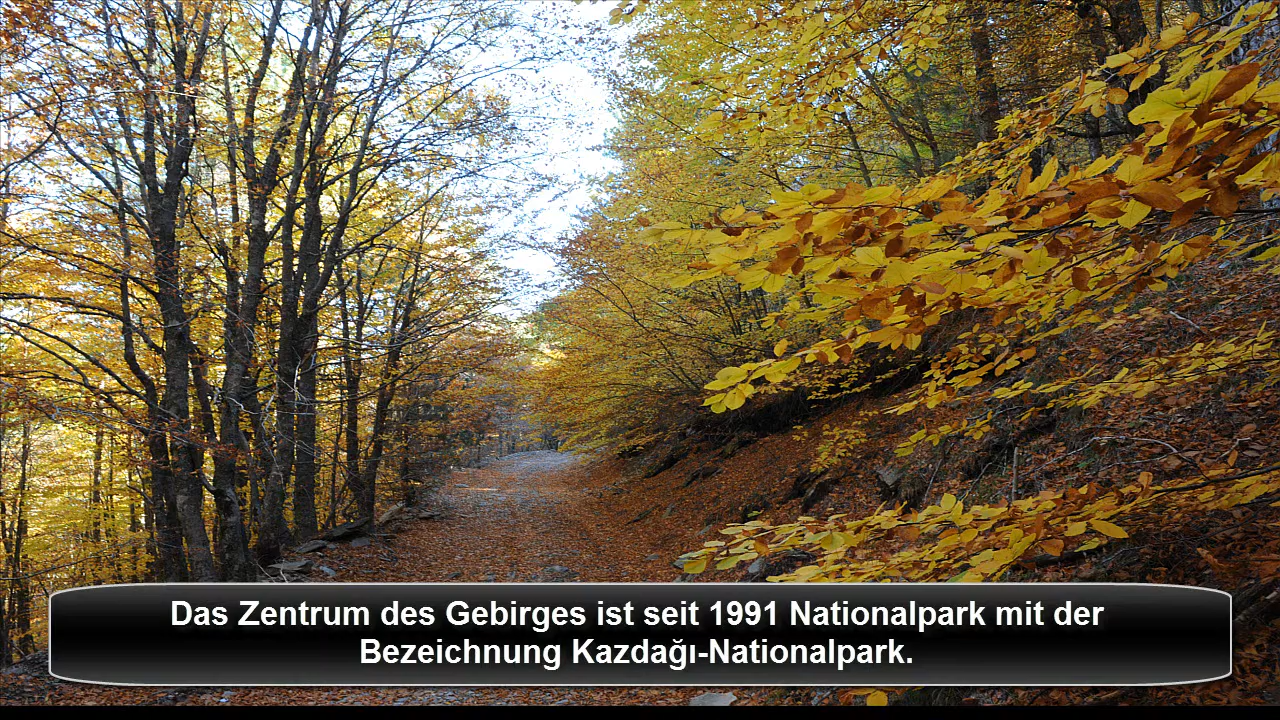 Das Zentrum des Gebirges ist seit 1991 Nationalpark mit der
Bezeichnung Kazdağı-Nationalpark.